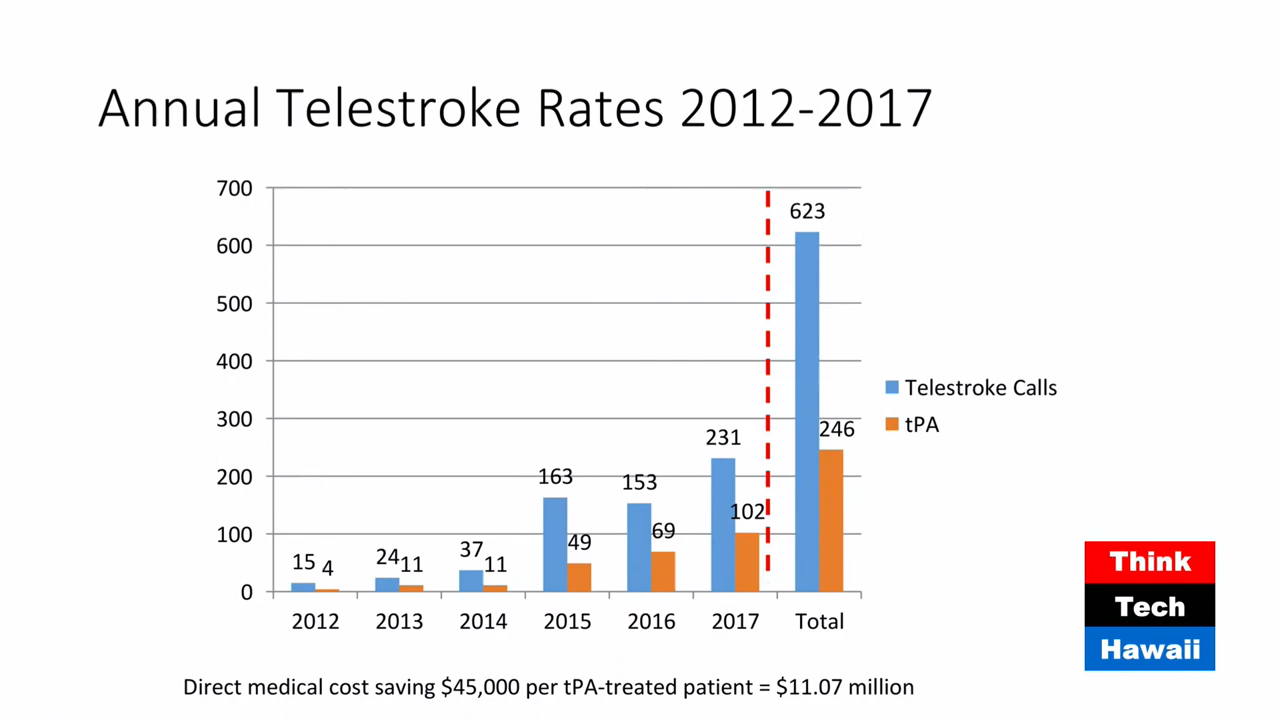 Annual Telestroke Rates 2012-2017
700
600
500
400
300
200
100
0
623
246
231
102
163
49
153
69
37
11
24
11
15
4
2012 2013 2014 2015 2016 2017 Total
Telestroke Calls
tPA
Think
Tech
Hawaii
Direct medical cost saving $45,000 per tPA-treated patient = $11.07 million